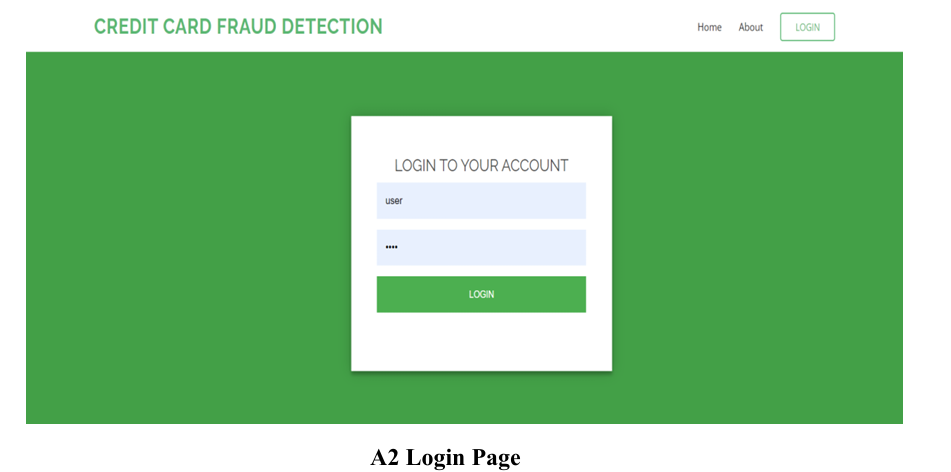 CREDIT CARD FRAUD DETECTION
Home About LOGIN
LOGIN TO YOUR ACCOUNT
user
••••
LOGIN
A2 Login Page